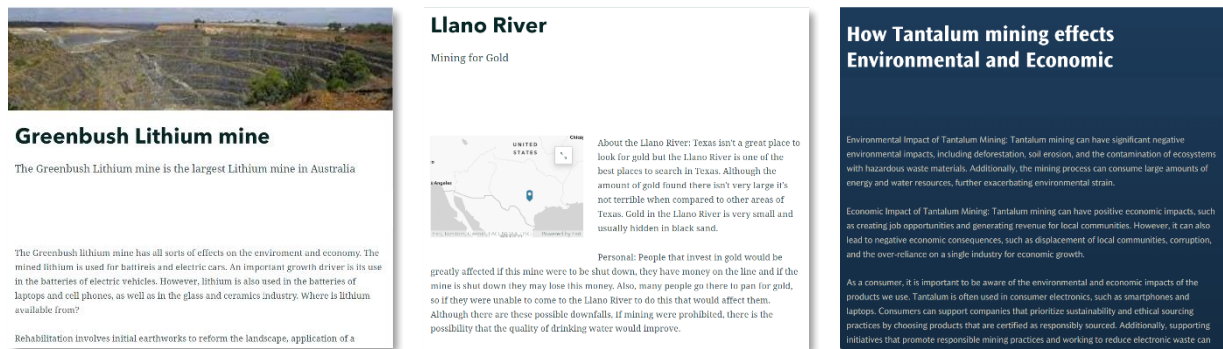 Greenbush Lithium mine
The Greenbush Lithium mine is the largest Lithium mine in Australia
The Greenbush lithium mine has all sorts of effects on the enviroment and economy. The
mined lithium is used for battireis and electric cars. An important growth driver is its use
in the batteries of electric vehicles. However, lithium is also used in the batteries of
laptops and cell phones, as well as in the glass and ceramics industry. Where is lithium
available from?
Rehabilitation involves initial earthworks to reform the landscape, application of a
Llano River
Mining for Gold
Chicag
UNITED
STATES
s Angeles
Powered by Esri
About the Llano River: Texas isn't a great place to
look for gold but the Llano River is one of the
best places to search in Texas. Although the
amount of gold found there isn't very large it's
not terrible when compared to other areas of
Texas. Gold in the Llano River is very small and
usually hidden in black sand.
Personal: People that invest in gold would be
greatly affected if this mine were to be shut down, they have money on the line and if the
mine is shut down they may lose this money. Also, many people go there to pan for gold,
so if they were unable to come to the Llano River to do this that would affect them.
Although there are these possible downfalls, if mining were prohibited, there is the
possibility that the quality of drinking water would improve.
How Tantalum mining effects
Environmental and Economic
Environmental Impact of Tantalum Mining: Tantalum mining can have significant negative
environmental impacts, including deforestation, soil erosion, and the contamination of ecosystems
with hazardous waste materials. Additionally, the mining process can consume large amounts of
energy and water resources, further exacerbating environmental strain.
Economic Impact of Tantalum Mining: Tantalum mining can have positive economic impacts, such
as creating job opportunities and generating revenue for local communities. However, it can also
lead to negative economic consequences, such as displacement of local communities, corruption,
and the over-reliance on a single industry for economic growth.
As a consumer, it is important to be aware of the environmental and economic impacts of the
products we use. Tantalum is often used in consumer electronics, such as smartphones and
laptops. Consumers can support companies that prioritize sustainability and ethical sourcing
practices by choosing products that are certified as responsibly sourced. Additionally, supporting
initiatives that promote responsible mining practices and working to reduce electronic waste can